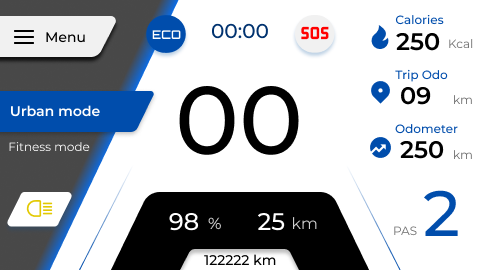 Menu
ECO
00:00
SOS
Calories
250 Kcal
Trip Odo
09 km
Odometer
250 km
Urban mode
Fitness mode
00
PAS 2
98 % 25 km
122222 km